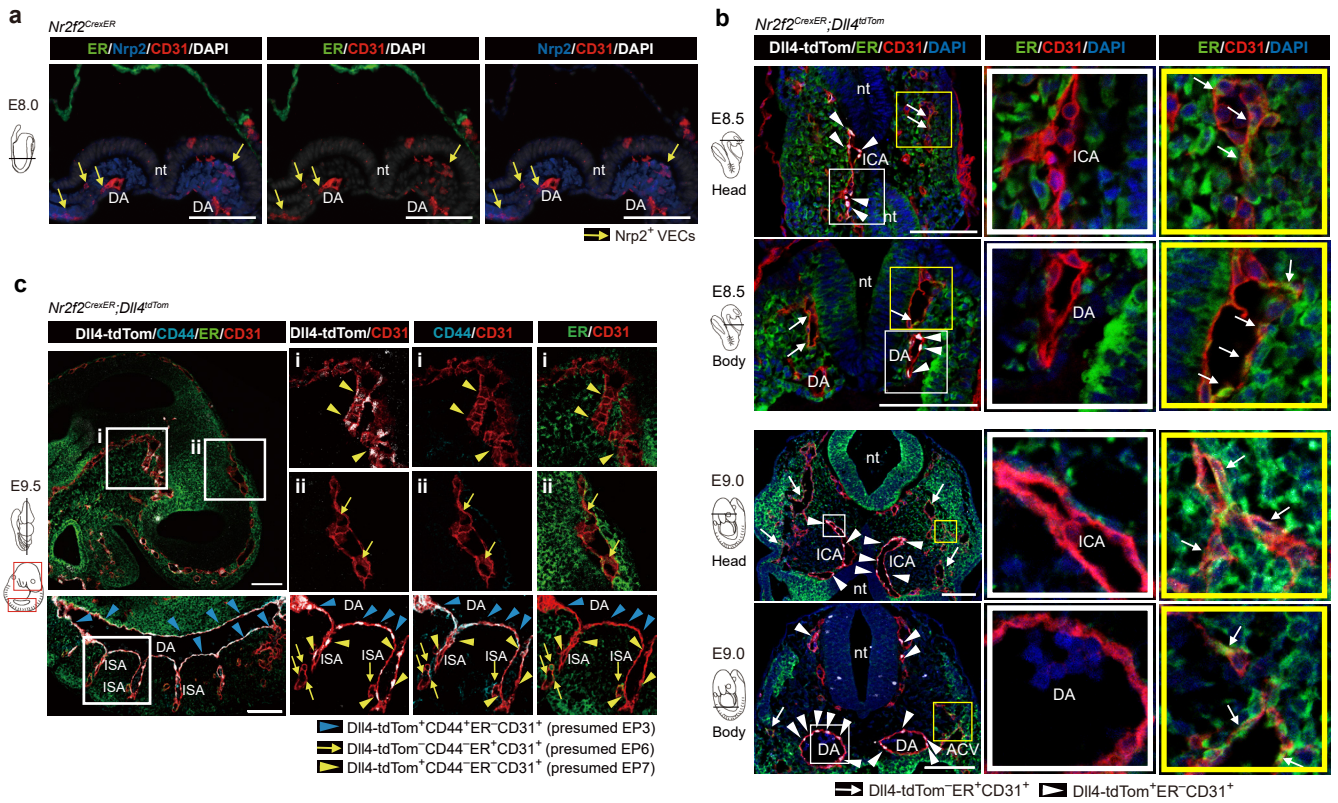 a
Nr2f2CrexER
ER/Nrp2/CD31/DAPI
ER/CD31/DAPI
Nrp2/CD31/DAPI
E8.0
nt
DA
DA
nt
DA
DA
nt
DA
DA
Nrp2+ VECs
b
Nr2f2CrexER;Dll4tdTom
Dll4-tdTom/ER/CD31/DAPI
ER/CD31/DAPI
ER/CD31/DAPI
E8.5
Head
nt
ICA
nt
ICA
E8.5
Body
nt
DA
DA
DA
E9.0
Head
nt
ICA
ICA
nt
ICA
E9.0
Body
nt
DA
DA
ACV
DA
Dll4-tdTom−ER+CD31+
Dll4-tdTom+ER−CD31+
c
Nr2f2CrexER;Dll4tdTom
Dll4-tdTom/CD44/ER/CD31
Dll4-tdTom/CD31
CD44/CD31
ER/CD31
E9.5
i
ii
i
i
i
ii
ii
ii
DA
ISA
ISA
ISA
DA
ISA
ISA
DA
ISA
ISA
DA
ISA
ISA
Dll4-tdTom+CD44+ER−CD31+ (presumed EP3)
Dll4-tdTom−CD44−ER+CD31+ (presumed EP6)
Dll4-tdTom+CD44−ER−CD31+ (presumed EP7)